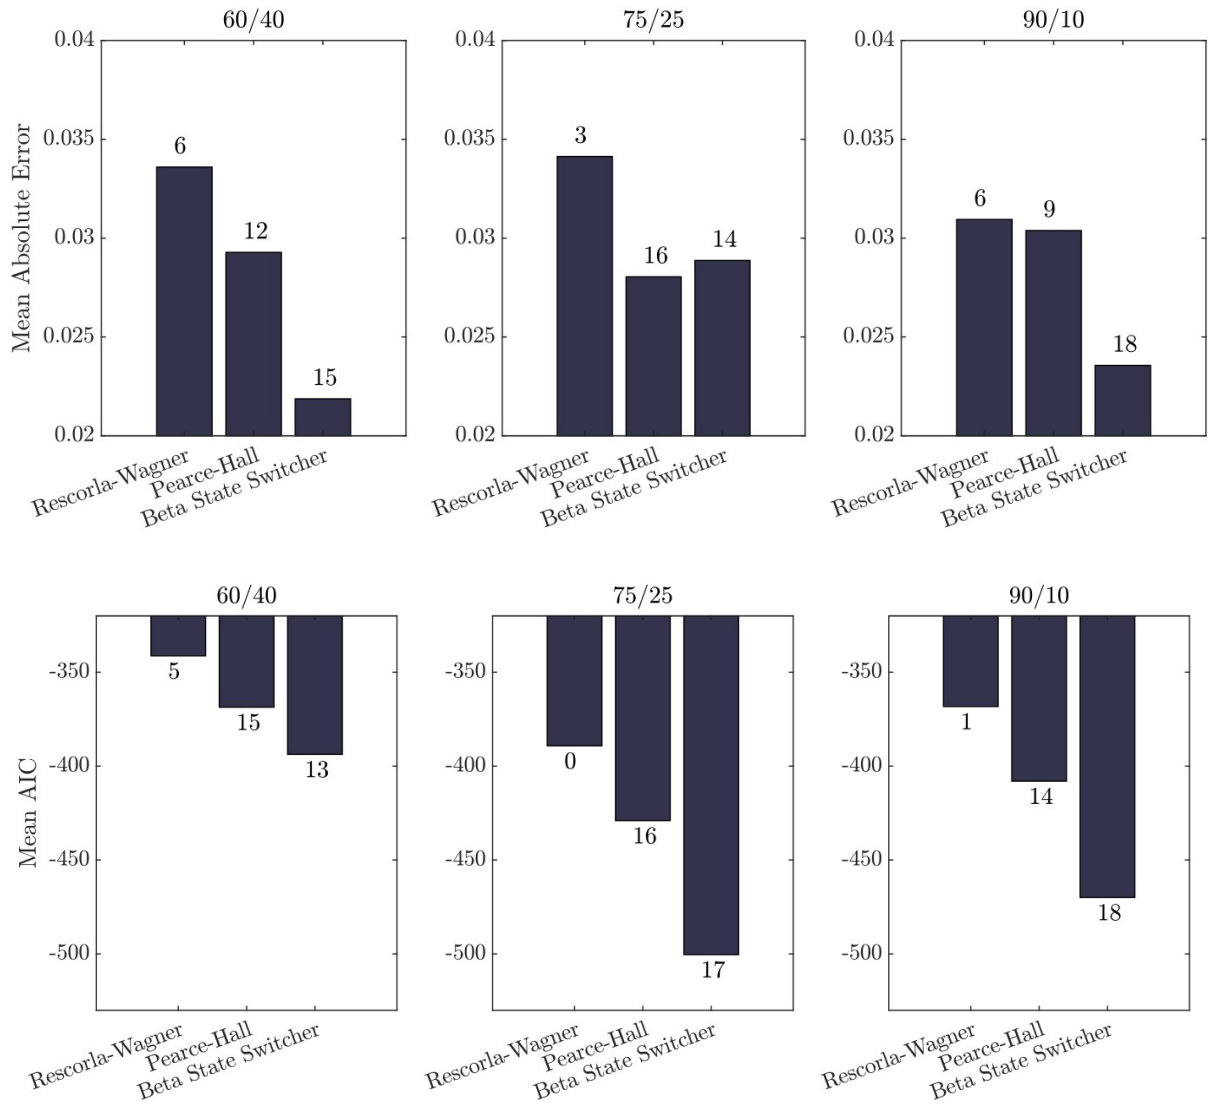 60/40
75/25
90/10
Mean Absolute Error
0.04
0.035
0.03
0.025
0.02
6
12
15
Rescorla-Wagner
Pearce-Hall
Beta State Switcher
0.04
0.035
0.03
0.025
0.02
3
16
14
Rescorla-Wagner
Pearce-Hall
Beta State Switcher
0.04
0.035
0.03
0.025
0.02
6
9
18
Rescorla-Wagner
Pearce-Hall
Beta State Switcher
60/40
75/25
90/10
Mean AIC
-350
-400
-450
-500
5
15
13
Rescorla-Wagner
Pearce-Hall
Beta State Switcher
-350
-400
-450
-500
0
16
17
Rescorla-Wagner
Pearce-Hall
Beta State Switcher
-350
-400
-450
-500
1
14
18
Rescorla-Wagner
Pearce-Hall
Beta State Switcher